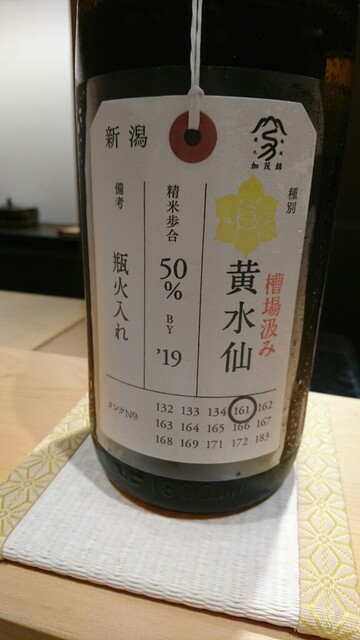 新潟
加茂錦
種別
槽場汲み
黄水仙
精米歩合
50%
BY
'19
備考
瓶火入れ
タンクNo.
132 133 134 161 162
163 164 165 166 167
168 169 171 172 183